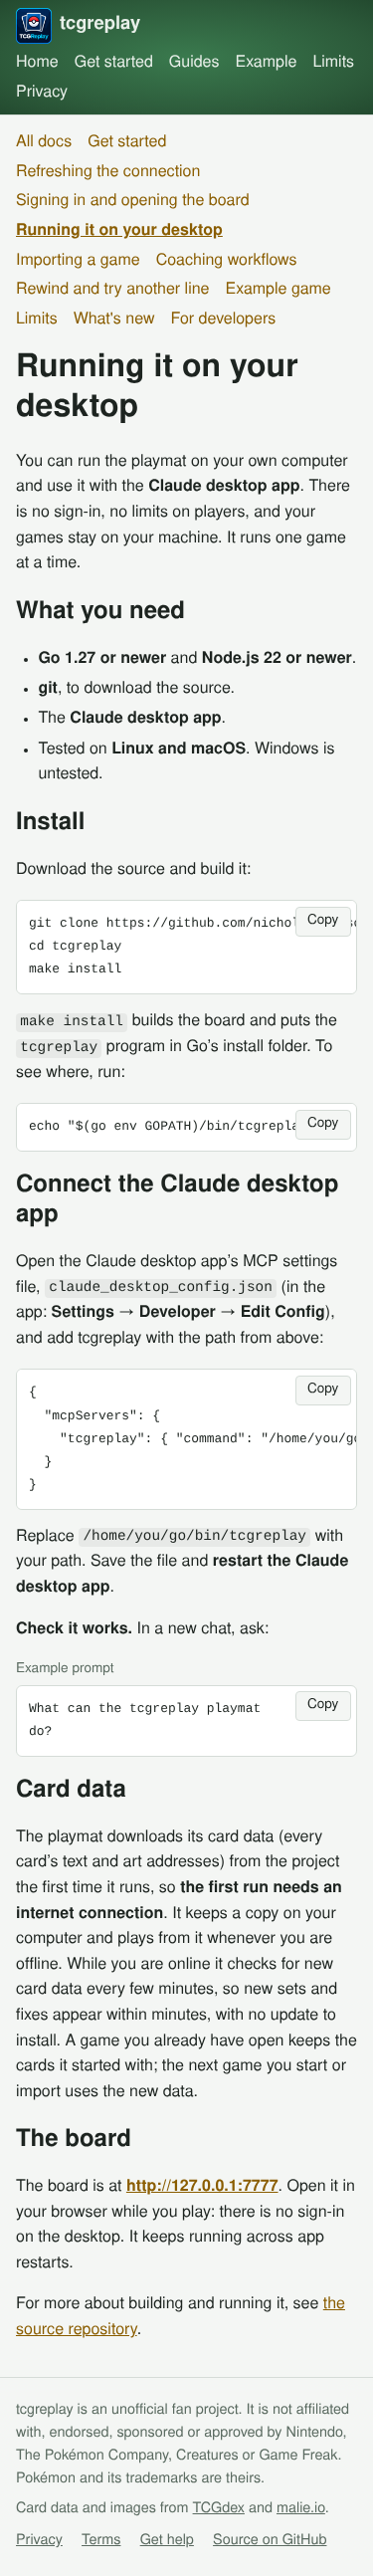 TCGReplay
tcgreplay
Home Get started Guides Example Limits
Privacy
All docs Get started
Refreshing the connection
Signing in and opening the board
Running it on your desktop
Importing a game Coaching workflows
Rewind and try another line Example game
Limits What's new For developers
Running it on your
desktop
You can run the playmat on your own computer
and use it with the Claude desktop app. There
is no sign-in, no limits on players, and your
games stay on your machine. It runs one game
at a time.
What you need
• Go 1.27 or newer and Node.js 22 or newer.
• git, to download the source.
• The Claude desktop app.
• Tested on Linux and macOS. Windows is
untested.
Install
Download the source and build it:
Copy
git clone https://github.com/nichol
cd tcgreplay
make install
make install builds the board and puts the
tcgreplay program in Go’s install folder. To
see where, run:
Copy
echo "$(go env GOPATH)/bin/tcgrepla
Connect the Claude desktop
app
Open the Claude desktop app’s MCP settings
file, claude_desktop_config.json (in the
app: Settings → Developer → Edit Config),
and add tcgreplay with the path from above:
Copy
{
"mcpServers": {
"tcgreplay": { "command": "/home/you/go
}
}
Replace /home/you/go/bin/tcgreplay with
your path. Save the file and restart the Claude
desktop app.
Check it works. In a new chat, ask:
Example prompt
Copy
What can the tcgreplay playmat
do?
Card data
The playmat downloads its card data (every
card’s text and art addresses) from the project
the first time it runs, so the first run needs an
internet connection. It keeps a copy on your
computer and plays from it whenever you are
offline. While you are online it checks for new
card data every few minutes, so new sets and
fixes appear within minutes, with no update to
install. A game you already have open keeps the
cards it started with; the next game you start or
import uses the new data.
The board
The board is at http://127.0.0.1:7777. Open it in
your browser while you play: there is no sign-in
on the desktop. It keeps running across app
restarts.
For more about building and running it, see the
source repository.
tcgreplay is an unofficial fan project. It is not affiliated
with, endorsed, sponsored or approved by Nintendo,
The Pokémon Company, Creatures or Game Freak.
Pokémon and its trademarks are theirs.
Card data and images from TCGdex and malie.io.
Privacy Terms Get help Source on GitHub